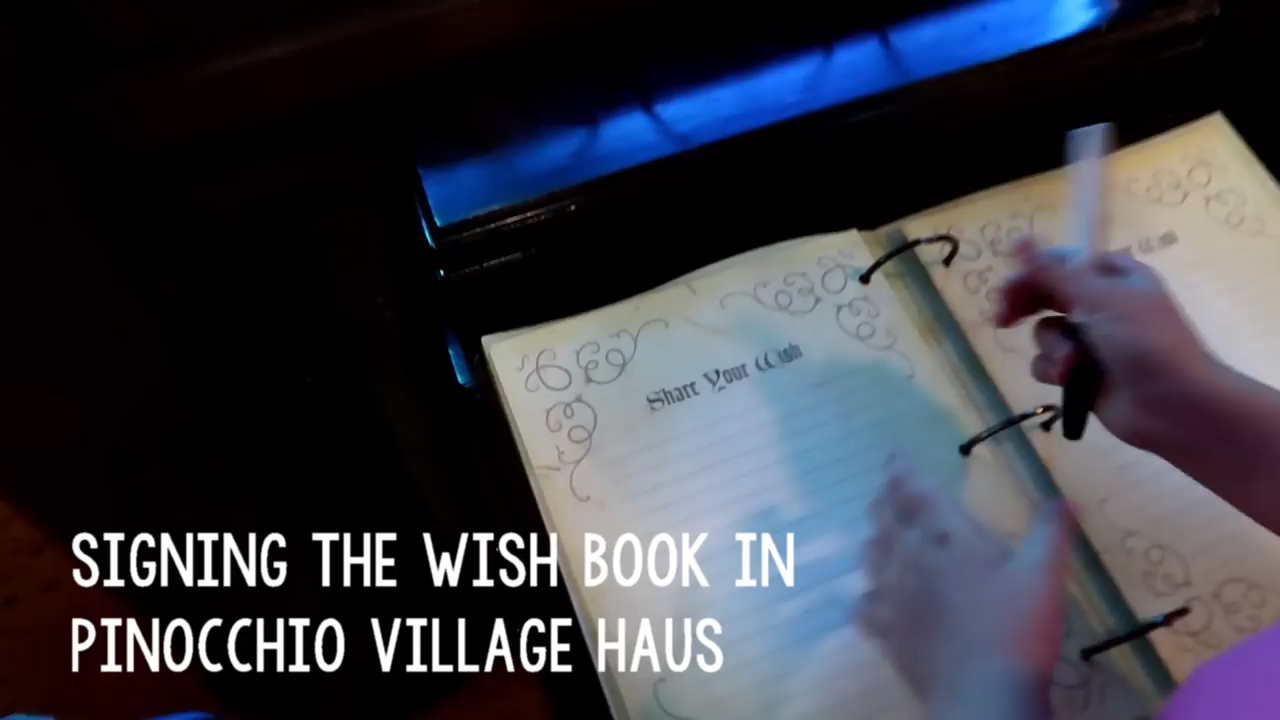 Share Your Wish
SIGNING THE WISH BOOK IN
PINOCCHIO VILLAGE HAUS